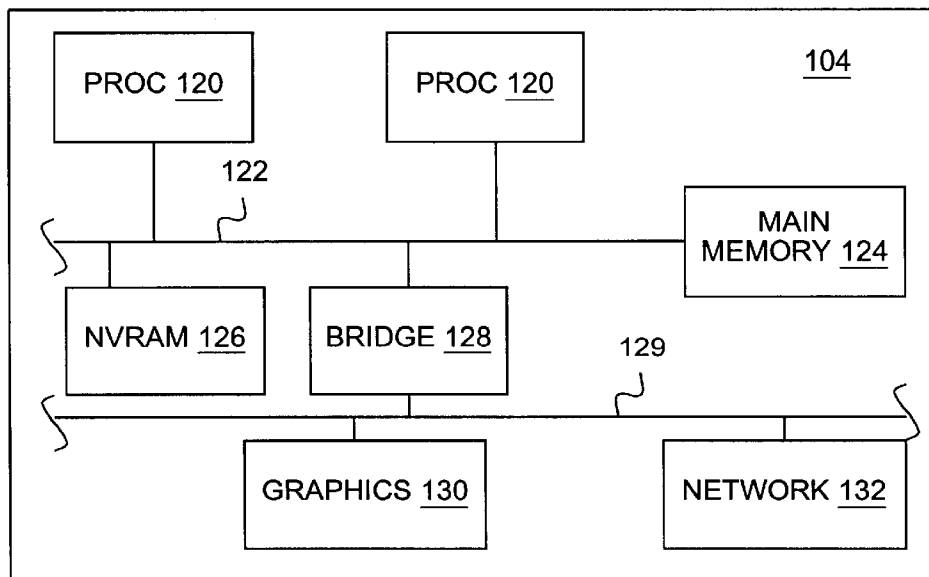 PROC 120
PROC 120
104
122
MAIN
MEMORY 124
NVRAM 126
BRIDGE 128
129
GRAPHICS 130
NETWORK 132